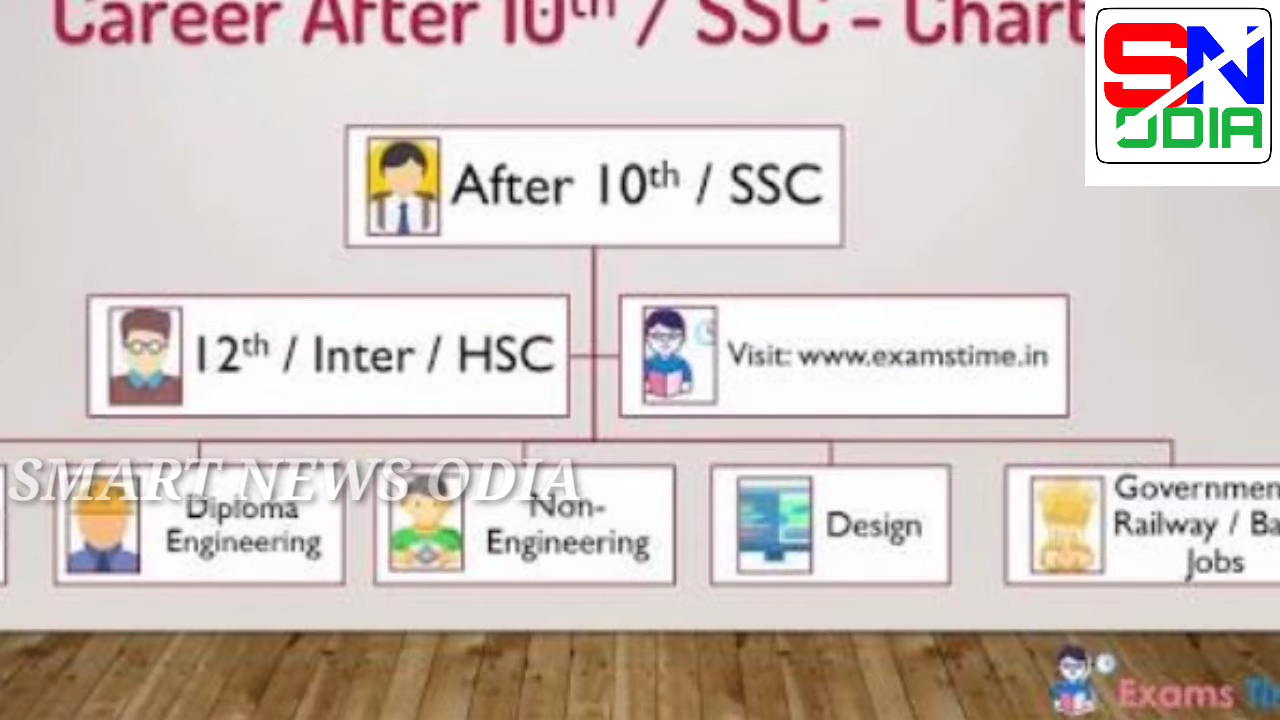 Career After 10th / SSC - Chart
SN
ODIA
After 10th / SSC
12th / Inter / HSC
Visit: www.examstime.in
SMART NEWS ODIA
Diploma
Engineering
Non-
Engineering
Design
Governmen
Railway / Ba
Jobs
Exams